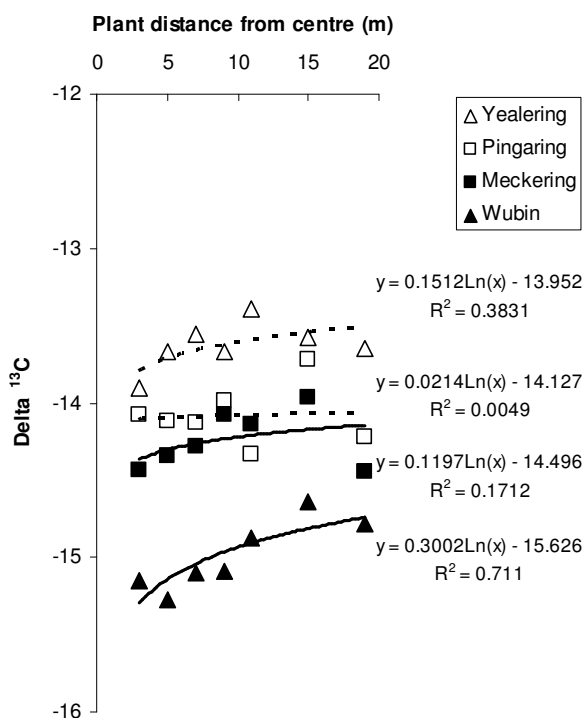 Plant distance from centre (m)
0 5 10 15 20
-12
-13
-14
-15
-16
Delta ¹³C
Yealering
Pingaring
Meckering
Wubin
y = 0.1512Ln(x) - 13.952
R² = 0.3831
y = 0.0214Ln(x) - 14.127
R² = 0.0049
y = 0.1197Ln(x) - 14.496
R² = 0.1712
y = 0.3002Ln(x) - 15.626
R² = 0.711